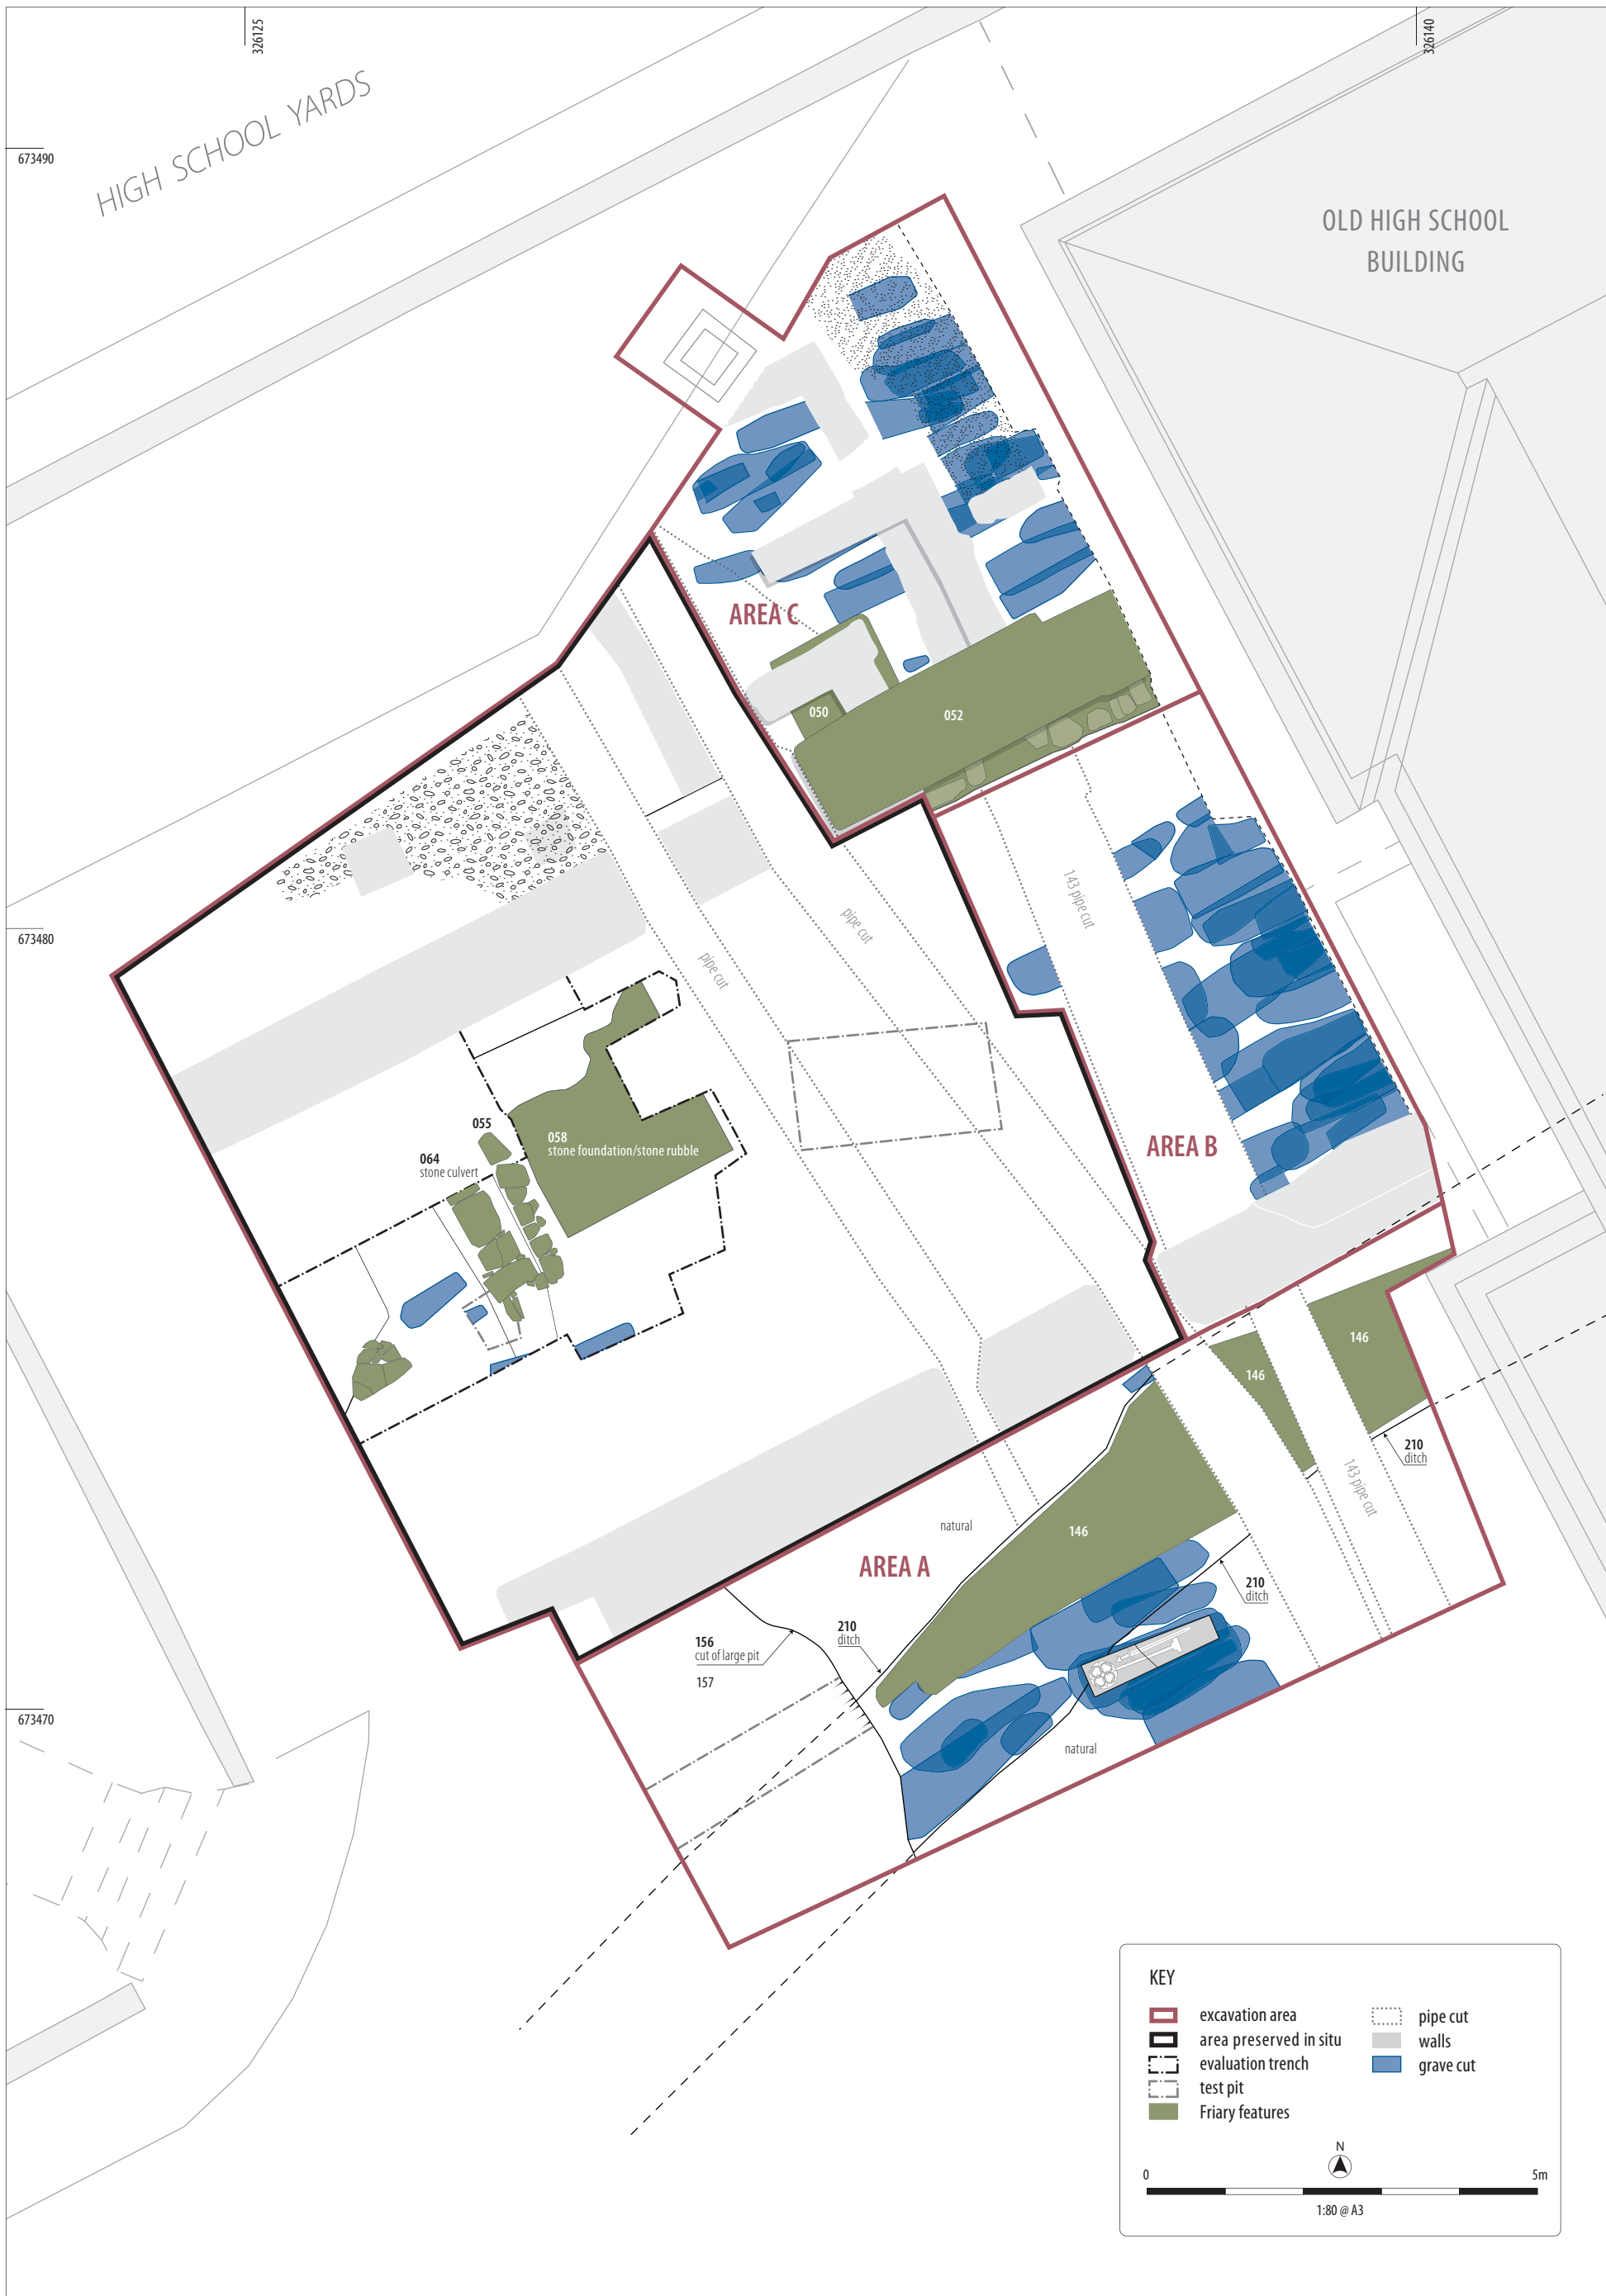 326125
326140
HIGH SCHOOL YARDS
673490
OLD HIGH SCHOOL
BUILDING
AREA C
050
052
673480
143 pipe cut
pipe cut
pipe cut
055
058
stone foundation/stone rubble
064
stone culvert
AREA B
146
146
210
ditch
143 pipe cut
natural
146
AREA A
210
ditch
210
ditch
156
cut of large pit
157
673470
natural
KEY
excavation area
area preserved in situ
evaluation trench
test pit
Friary features
pipe cut
walls
grave cut
N
0
5m
1:80 @ A3